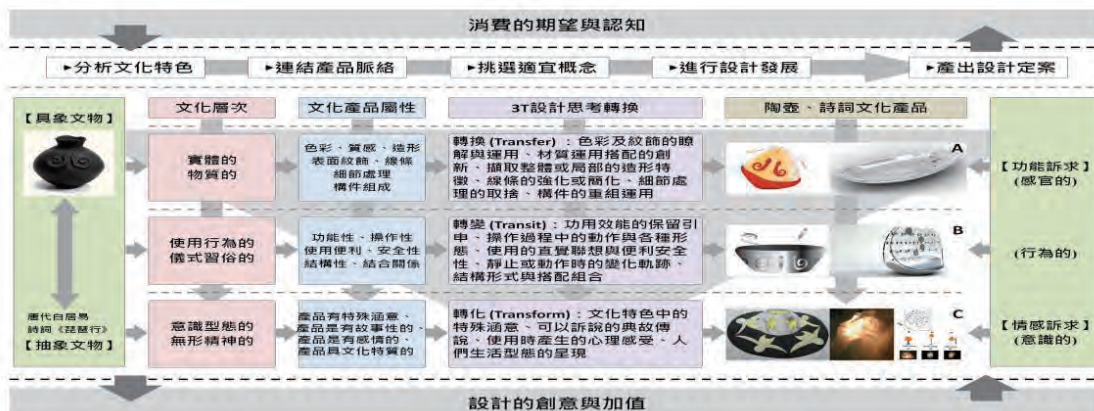 消費的期望與認知
►分析文化特色
►連結產品脈絡
►挑選適宜概念
►進行設計發展
►產出設計定案
文化層次
文化產品屬性
3T設計思考轉換
陶壺、詩詞文化產品
【具象文物】
實體的
物質的
色彩、質感、造形
表面紋飾、線條
細節處理
構件組成
轉換(Transfer)：色彩及紋飾的瞭
解與運用、材質運用搭配的創
新、擷取整體或局部的造形特
徵、線條的強化或簡化、細節處
理的取捨、構件的重組運用
A
【功能訴求】
(感官的)
使用行為的
儀式習俗的
功能性、操作性
使用便利、安全性
結構性、結合關係
轉變(Transit)：功用效能的保留引
申、操作過程中的動作與各種形
態、使用的直覺聯想與便利安全
性、靜止或動作時的變化軌跡、
結構形式與搭配組合
B
(行為的)
唐代白居易
詩詞《琵琶行》
【抽象文物】
意識型態的
無形精神的
產品有特殊涵意、
產品是有故事性的、
產品是有感情的、
產品具文化特質的
轉化(Transform)：文化特色中的
特殊涵意、可以訴說的典故傳
說、使用時產生的心理感受、人
們生活型態的呈現
C
【情感訴求】
(意識的)
設計的創意與加值